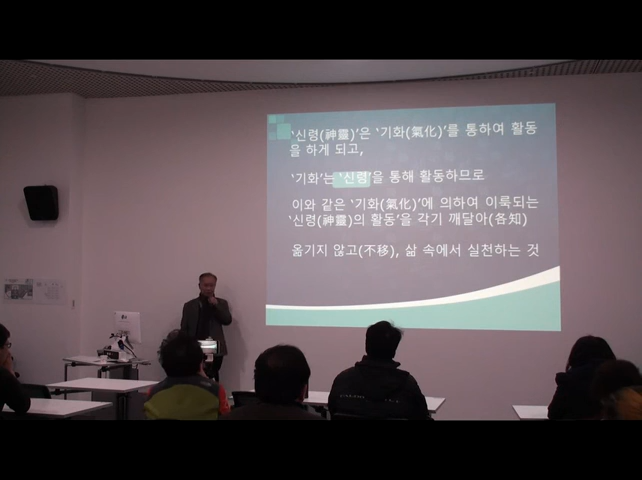 ‘신령(神靈)’은 ‘기화(氣化)’를 통하여 활동
을 하게 되고,
‘기화’는 ‘신령’을 통해 활동하므로
이와 같은 ‘기화(氣化)’에 의하여 이룩되는
‘신령(神靈)의 활동’을 각기 깨달아(各知)
옮기지 않고(不移), 삶 속에서 실천하는 것